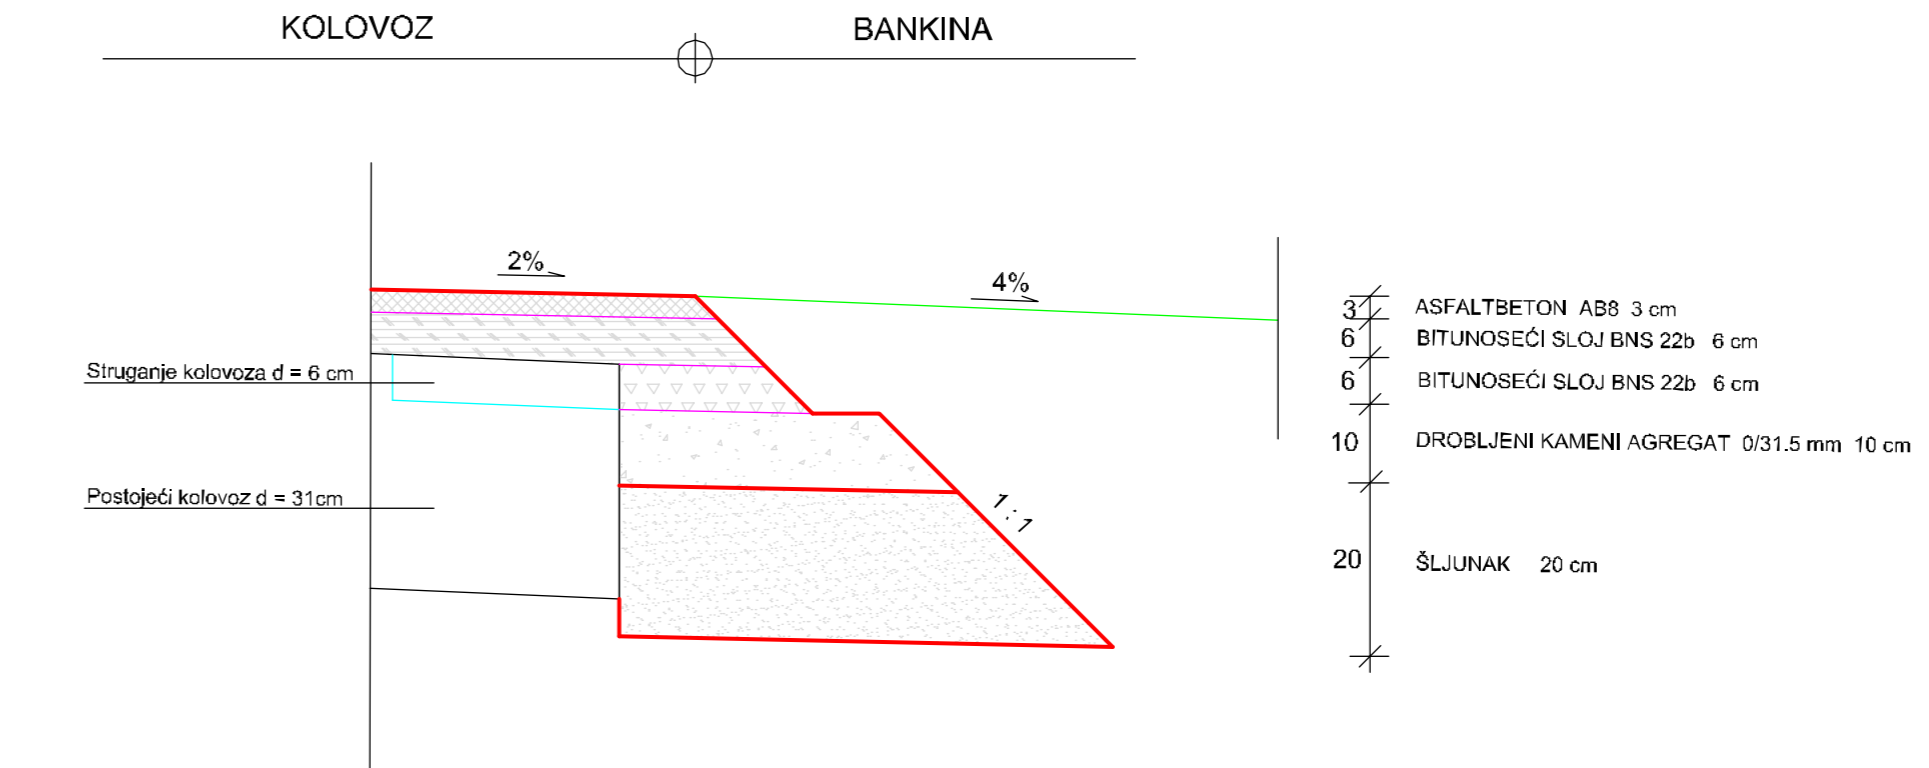 KOLOVOZ
BANKINA
2%
4%
3 ASFALTBETON AB8 3 cm
6 BITUNOSEĆI SLOJ BNS 22b 6 cm
Struganje kolovoza d = 6 cm
6 BITUNOSEĆI SLOJ BNS 22b 6 cm
10 DROBLJENI KAMENI AGREGAT 0/31.5 mm 10 cm
Postojeći kolovoz d = 31cm
1 : 1
20 ŠLJUNAK 20 cm